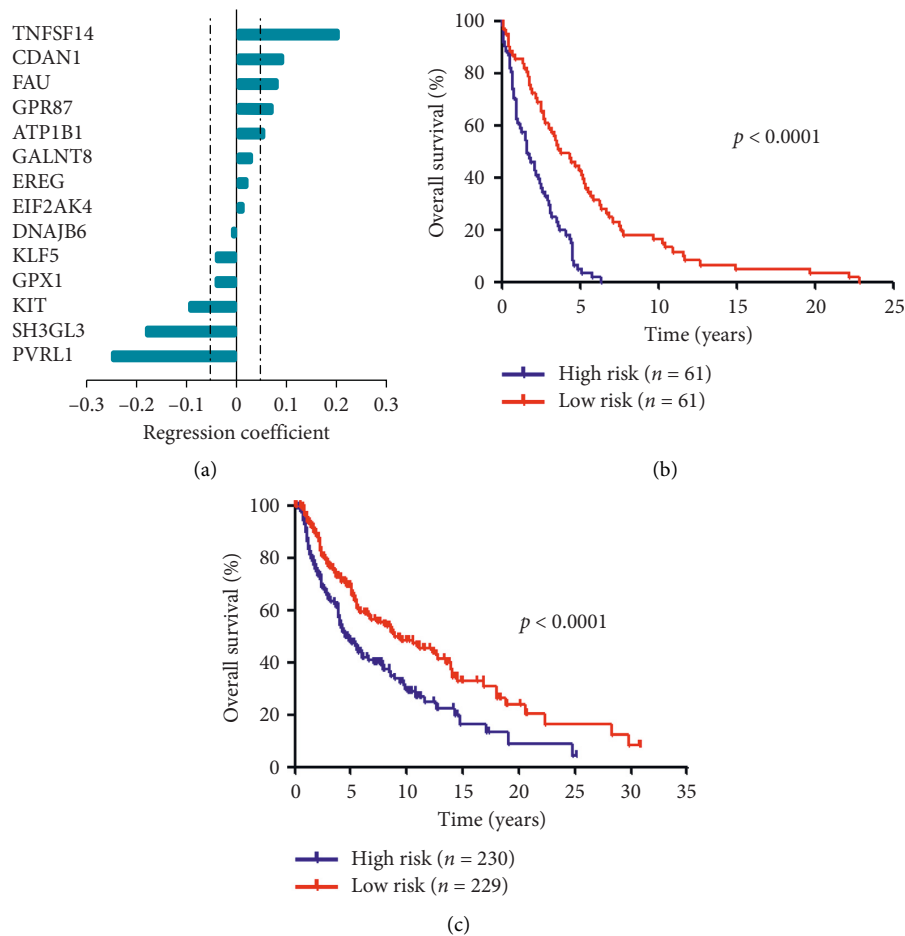 TNFSF14
CDAN1
FAU
GPR87
ATP1B1
GALNT8
EREG
EIF2AK4
DNAJB6
KLF5
GPX1
KIT
SH3GL3
PVRL1
–0.3 –0.2 –0.1 0 0.1 0.2 0.3
Regression coefficient
(a)
Overall survival (%)
100
80
60
40
20
0
p < 0.0001
0 5 10 15 20 25
Time (years)
High risk (n = 61)
Low risk (n = 61)
(b)
Overall survival (%)
100
80
60
40
20
0
p < 0.0001
0 5 10 15 20 25 30 35
Time (years)
High risk (n = 230)
Low risk (n = 229)
(c)